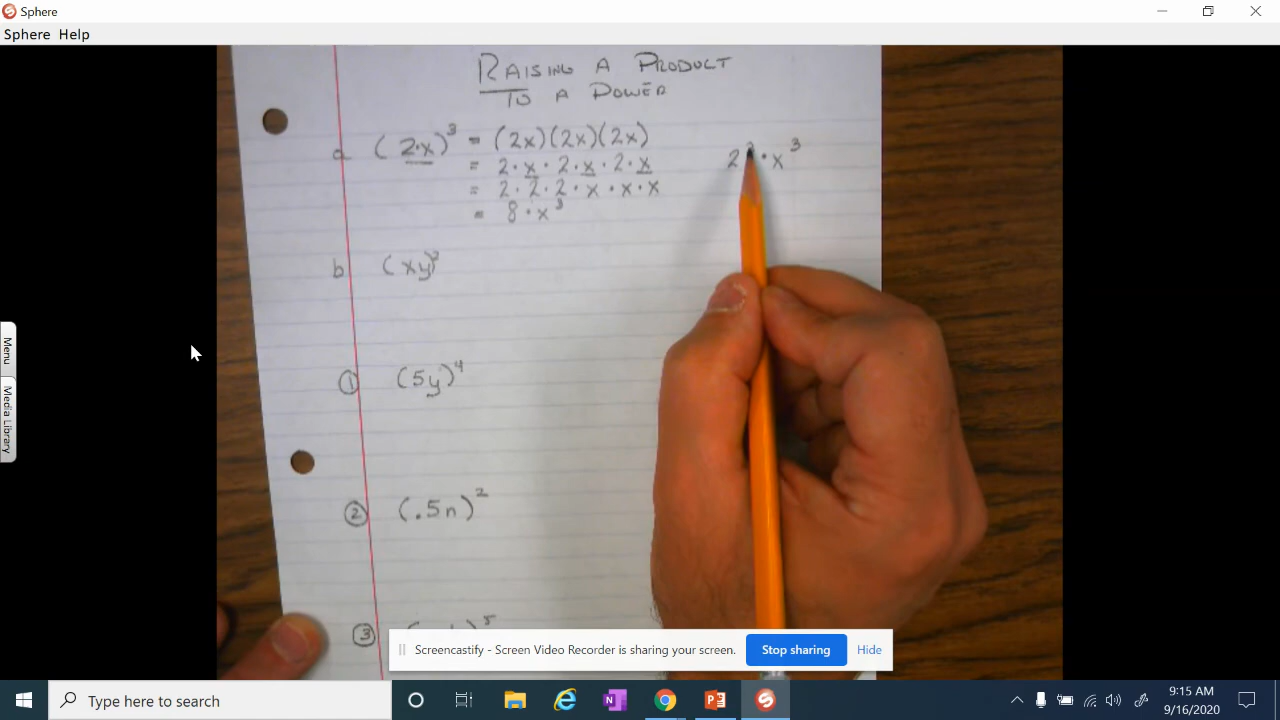 Sphere
Sphere Help
RAISING A PRODUCT
TO A POWER
a (2·x)³ = (2x)(2x)(2x)
= 2·x·2·x·2·x
= 2·2·2·x·x·x
= 8·x³
2³·x³
b (xy)²
① (5y)⁴
② (.5n)²
③
Menu
Media Library
Screencastify - Screen Video Recorder is sharing your screen.
Stop sharing
Hide
Type here to search
9:15 AM
9/16/2020